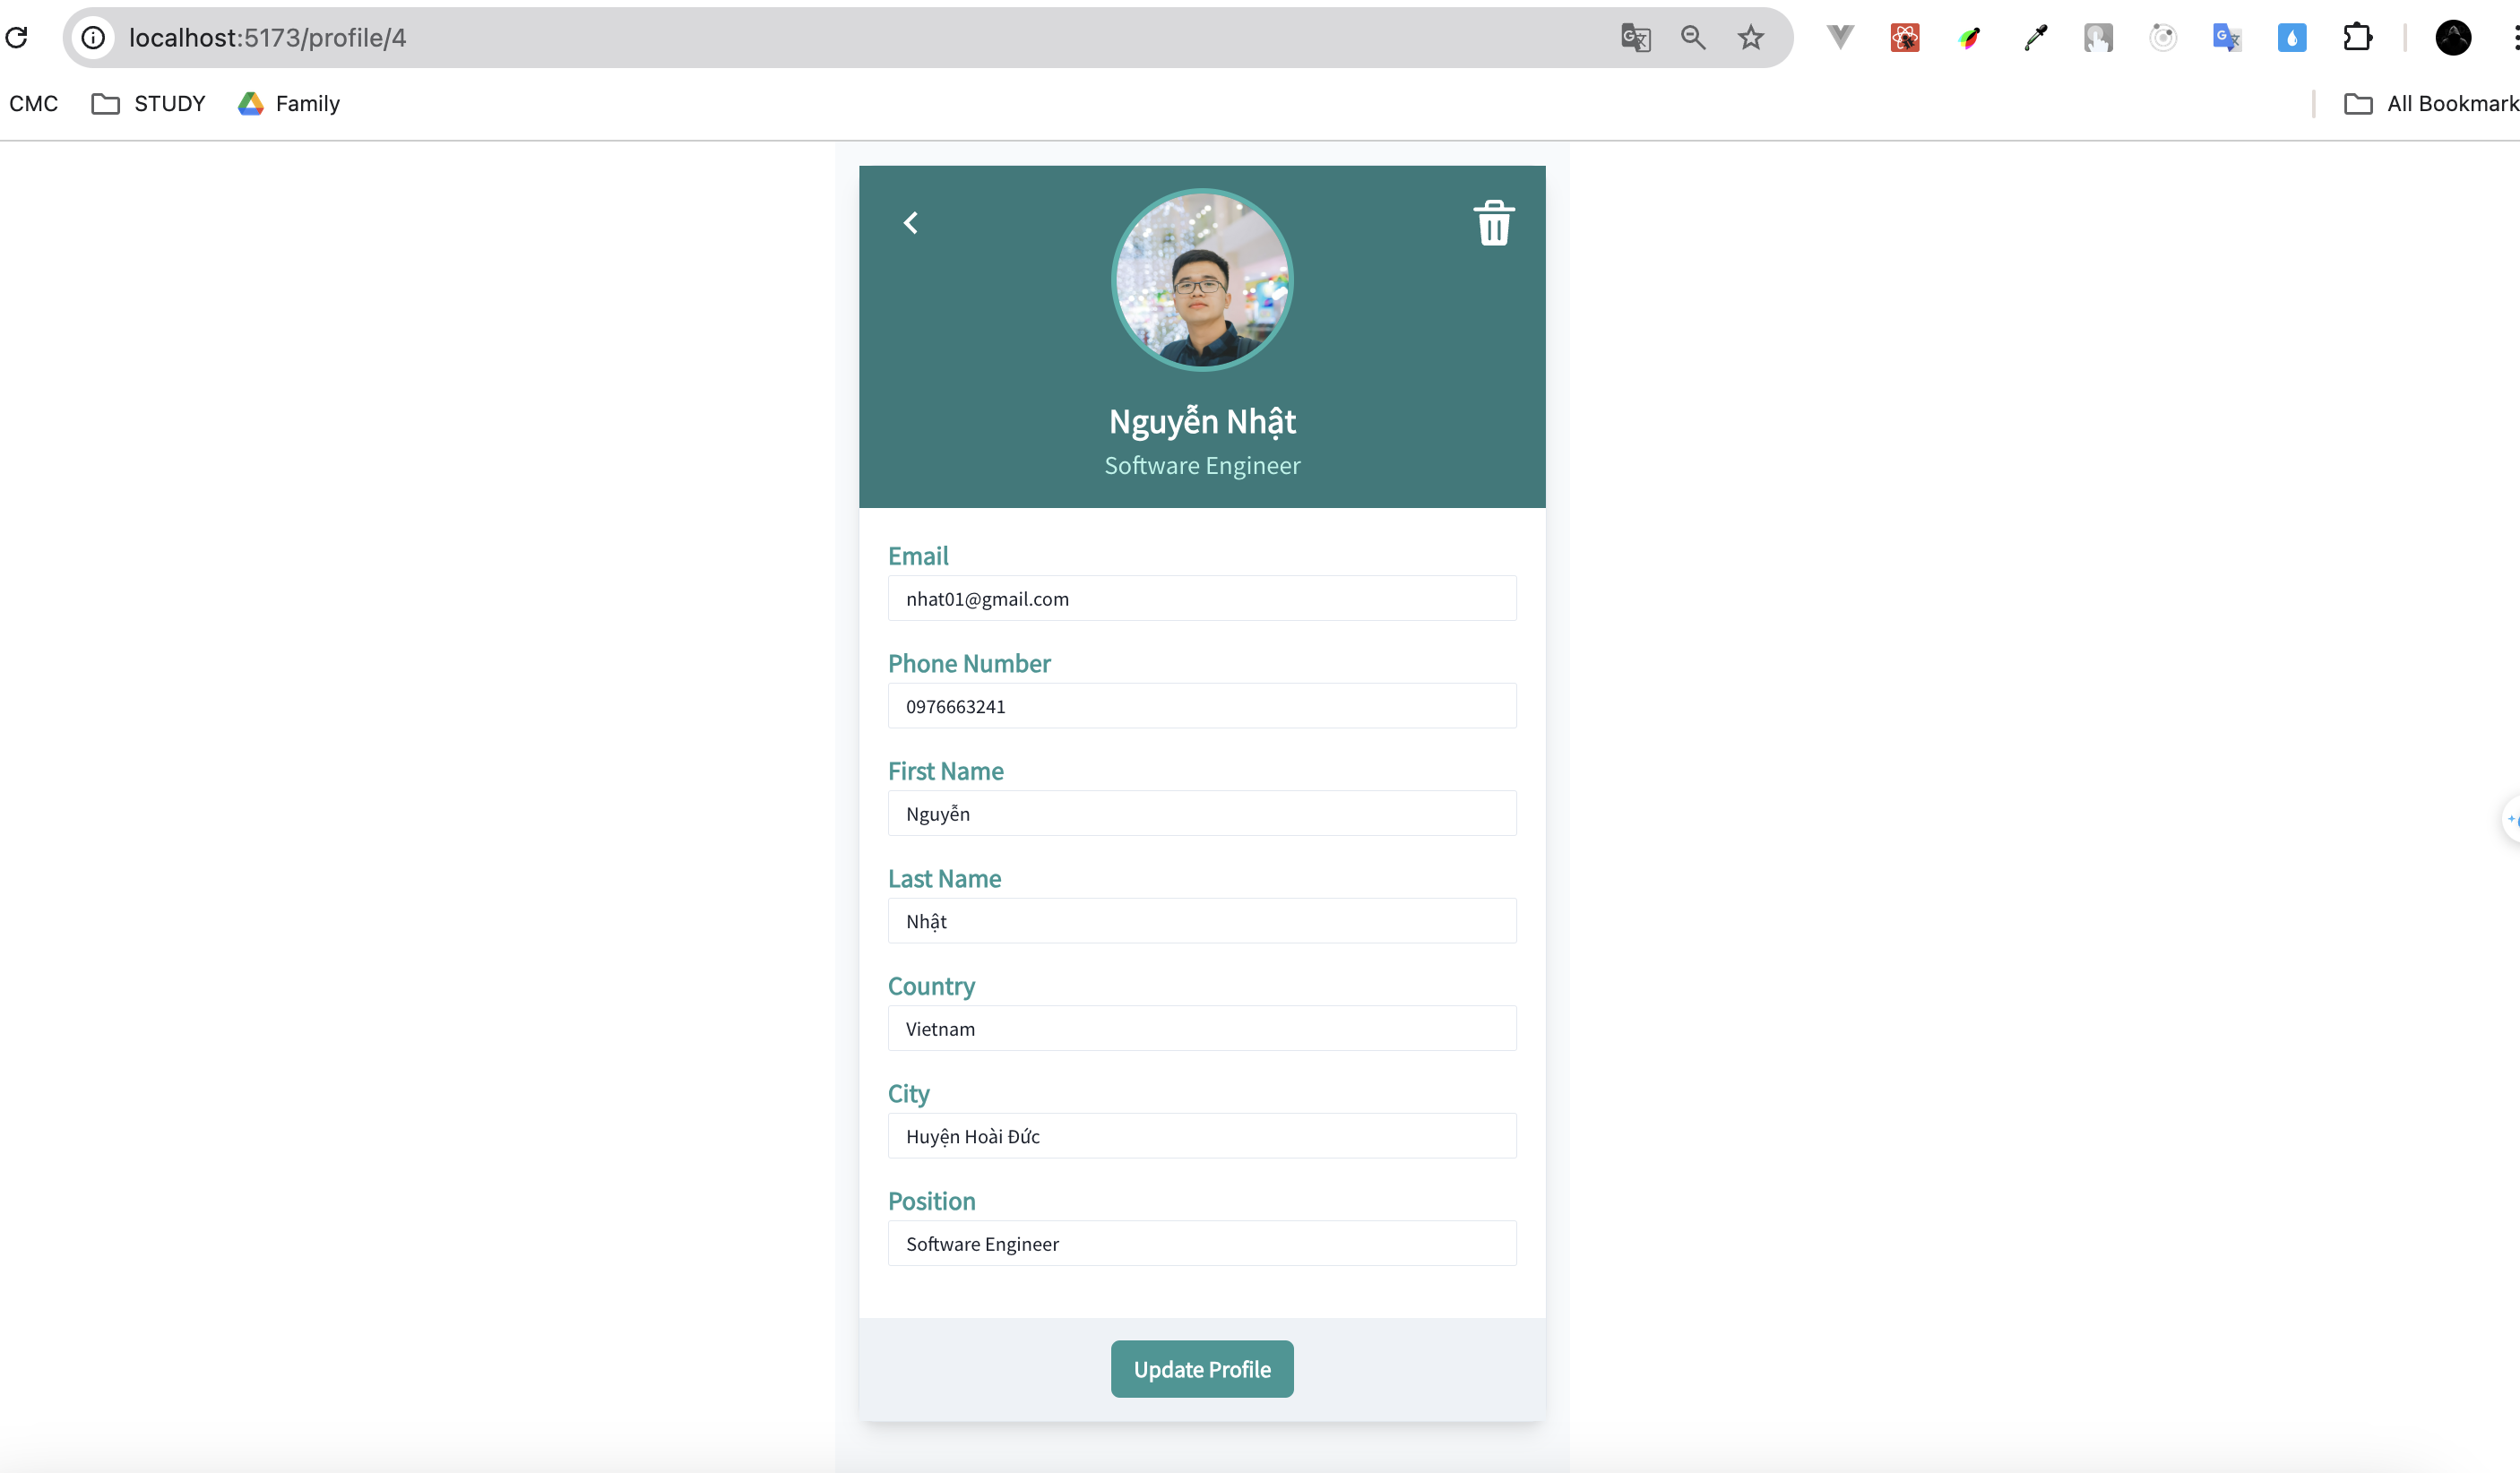 localhost:5173/profile/4
CMC STUDY Family All Bookmark
Nguyễn Nhật
Software Engineer
Email
nhat01@gmail.com
Phone Number
0976663241
First Name
Nguyễn
Last Name
Nhật
Country
Vietnam
City
Huyện Hoài Đức
Position
Software Engineer
Update Profile